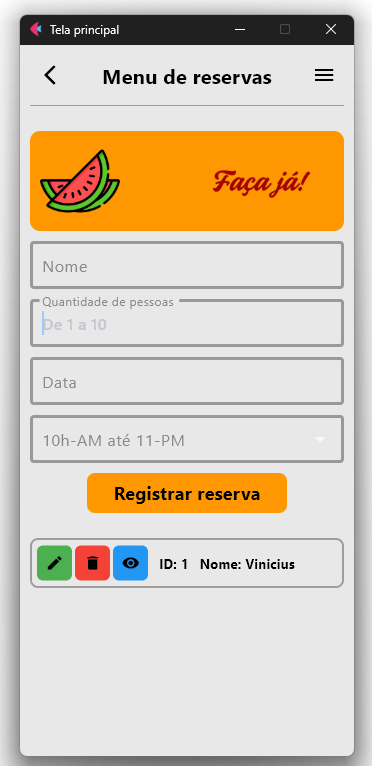 Tela principal
Menu de reservas
Faça já!
Nome
Quantidade de pessoas
De 1 a 10
Data
10h-AM até 11-PM
Registrar reserva
ID: 1 Nome: Vinicius